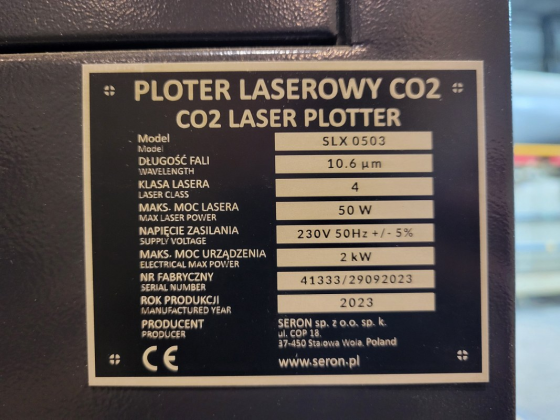 PLOTER LASEROWY CO2
CO2 LASER PLOTTER
Model SLX 0503
Model
DŁUGOŚĆ FALI 10.6 µm
WAVELENGTH
KLASA LASERA 4
LASER CLASS
MAKS. MOC LASERA 50 W
MAX LASER POWER
NAPIĘCIE ZASILANIA 230V 50Hz +/- 5%
SUPPLY VOLTAGE
MAKS. MOC URZĄDZENIA 2 kW
ELECTRICAL MAX POWER
NR FABRYCZNY 41333/29092023
SERIAL NUMBER
ROK PRODUKCJI 2023
MANUFACTURED YEAR
PRODUCENT SERON sp. z o.o. sp. k.
PRODUCER ul. COP 18,
37-450 Stalowa Wola, Poland
CE www.seron.pl